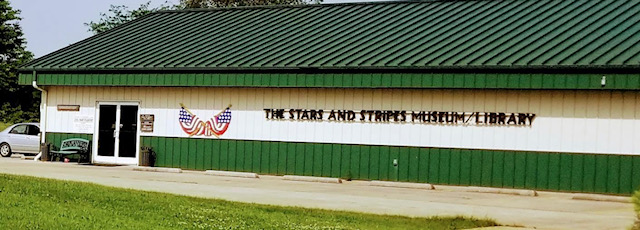 THE STARS AND STRIPES MUSEUM/LIBRARY